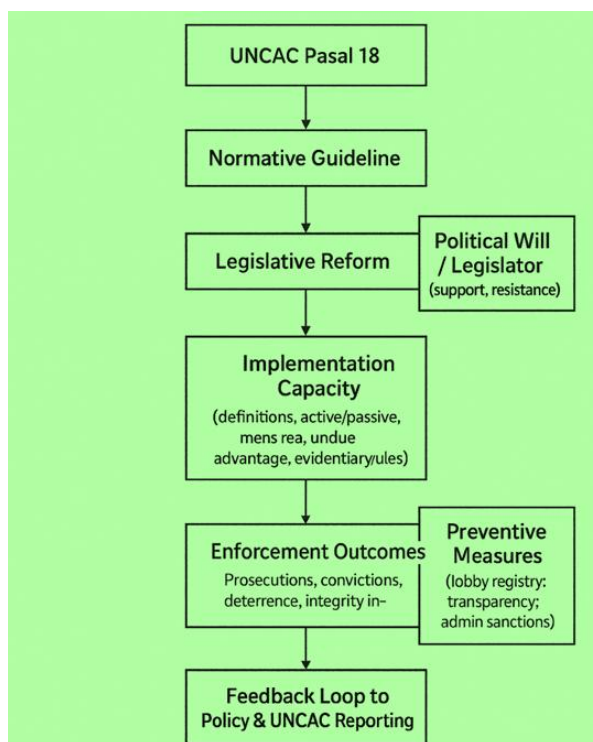 UNCAC Pasal 18
Normative Guideline
Legislative Reform
Political Will
/ Legislator
(support, resistance)
Implementation
Capacity
(definitions, active/passive,
mens rea, undue
advantage, evidentiary/ules)
Enforcement Outcomes
Prosecutions, convictions,
deterrence, integrity in-
Preventive
Measures
(lobby registry:
transparency;
admin sanctions)
Feedback Loop to
Policy & UNCAC Reporting